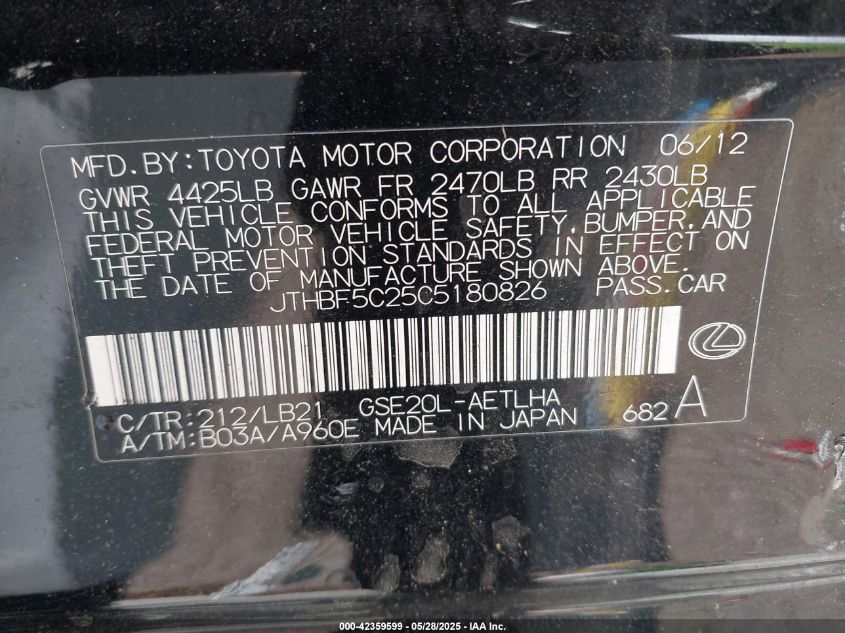 MFD.BY:TOYOTA MOTOR CORPORATION 06/12
GVWR 4425LB GAWR FR 2470LB RR 2430LB
THIS VEHICLE CONFORMS TO ALL APPLICABLE
FEDERAL MOTOR VEHICLE SAFETY,BUMPER,AND
THEFT PREVENTION STANDARDS IN EFFECT ON
THE DATE OF MANUFACTURE SHOWN ABOVE.
JTHBF5C25C5180826 PASS.CAR
C/TR:212/LB21 GSE20L-AETLHA
A/TM:B03A/A960E MADE IN JAPAN 682 A
000-42359599 — 05/28/2025 — IAA Inc.